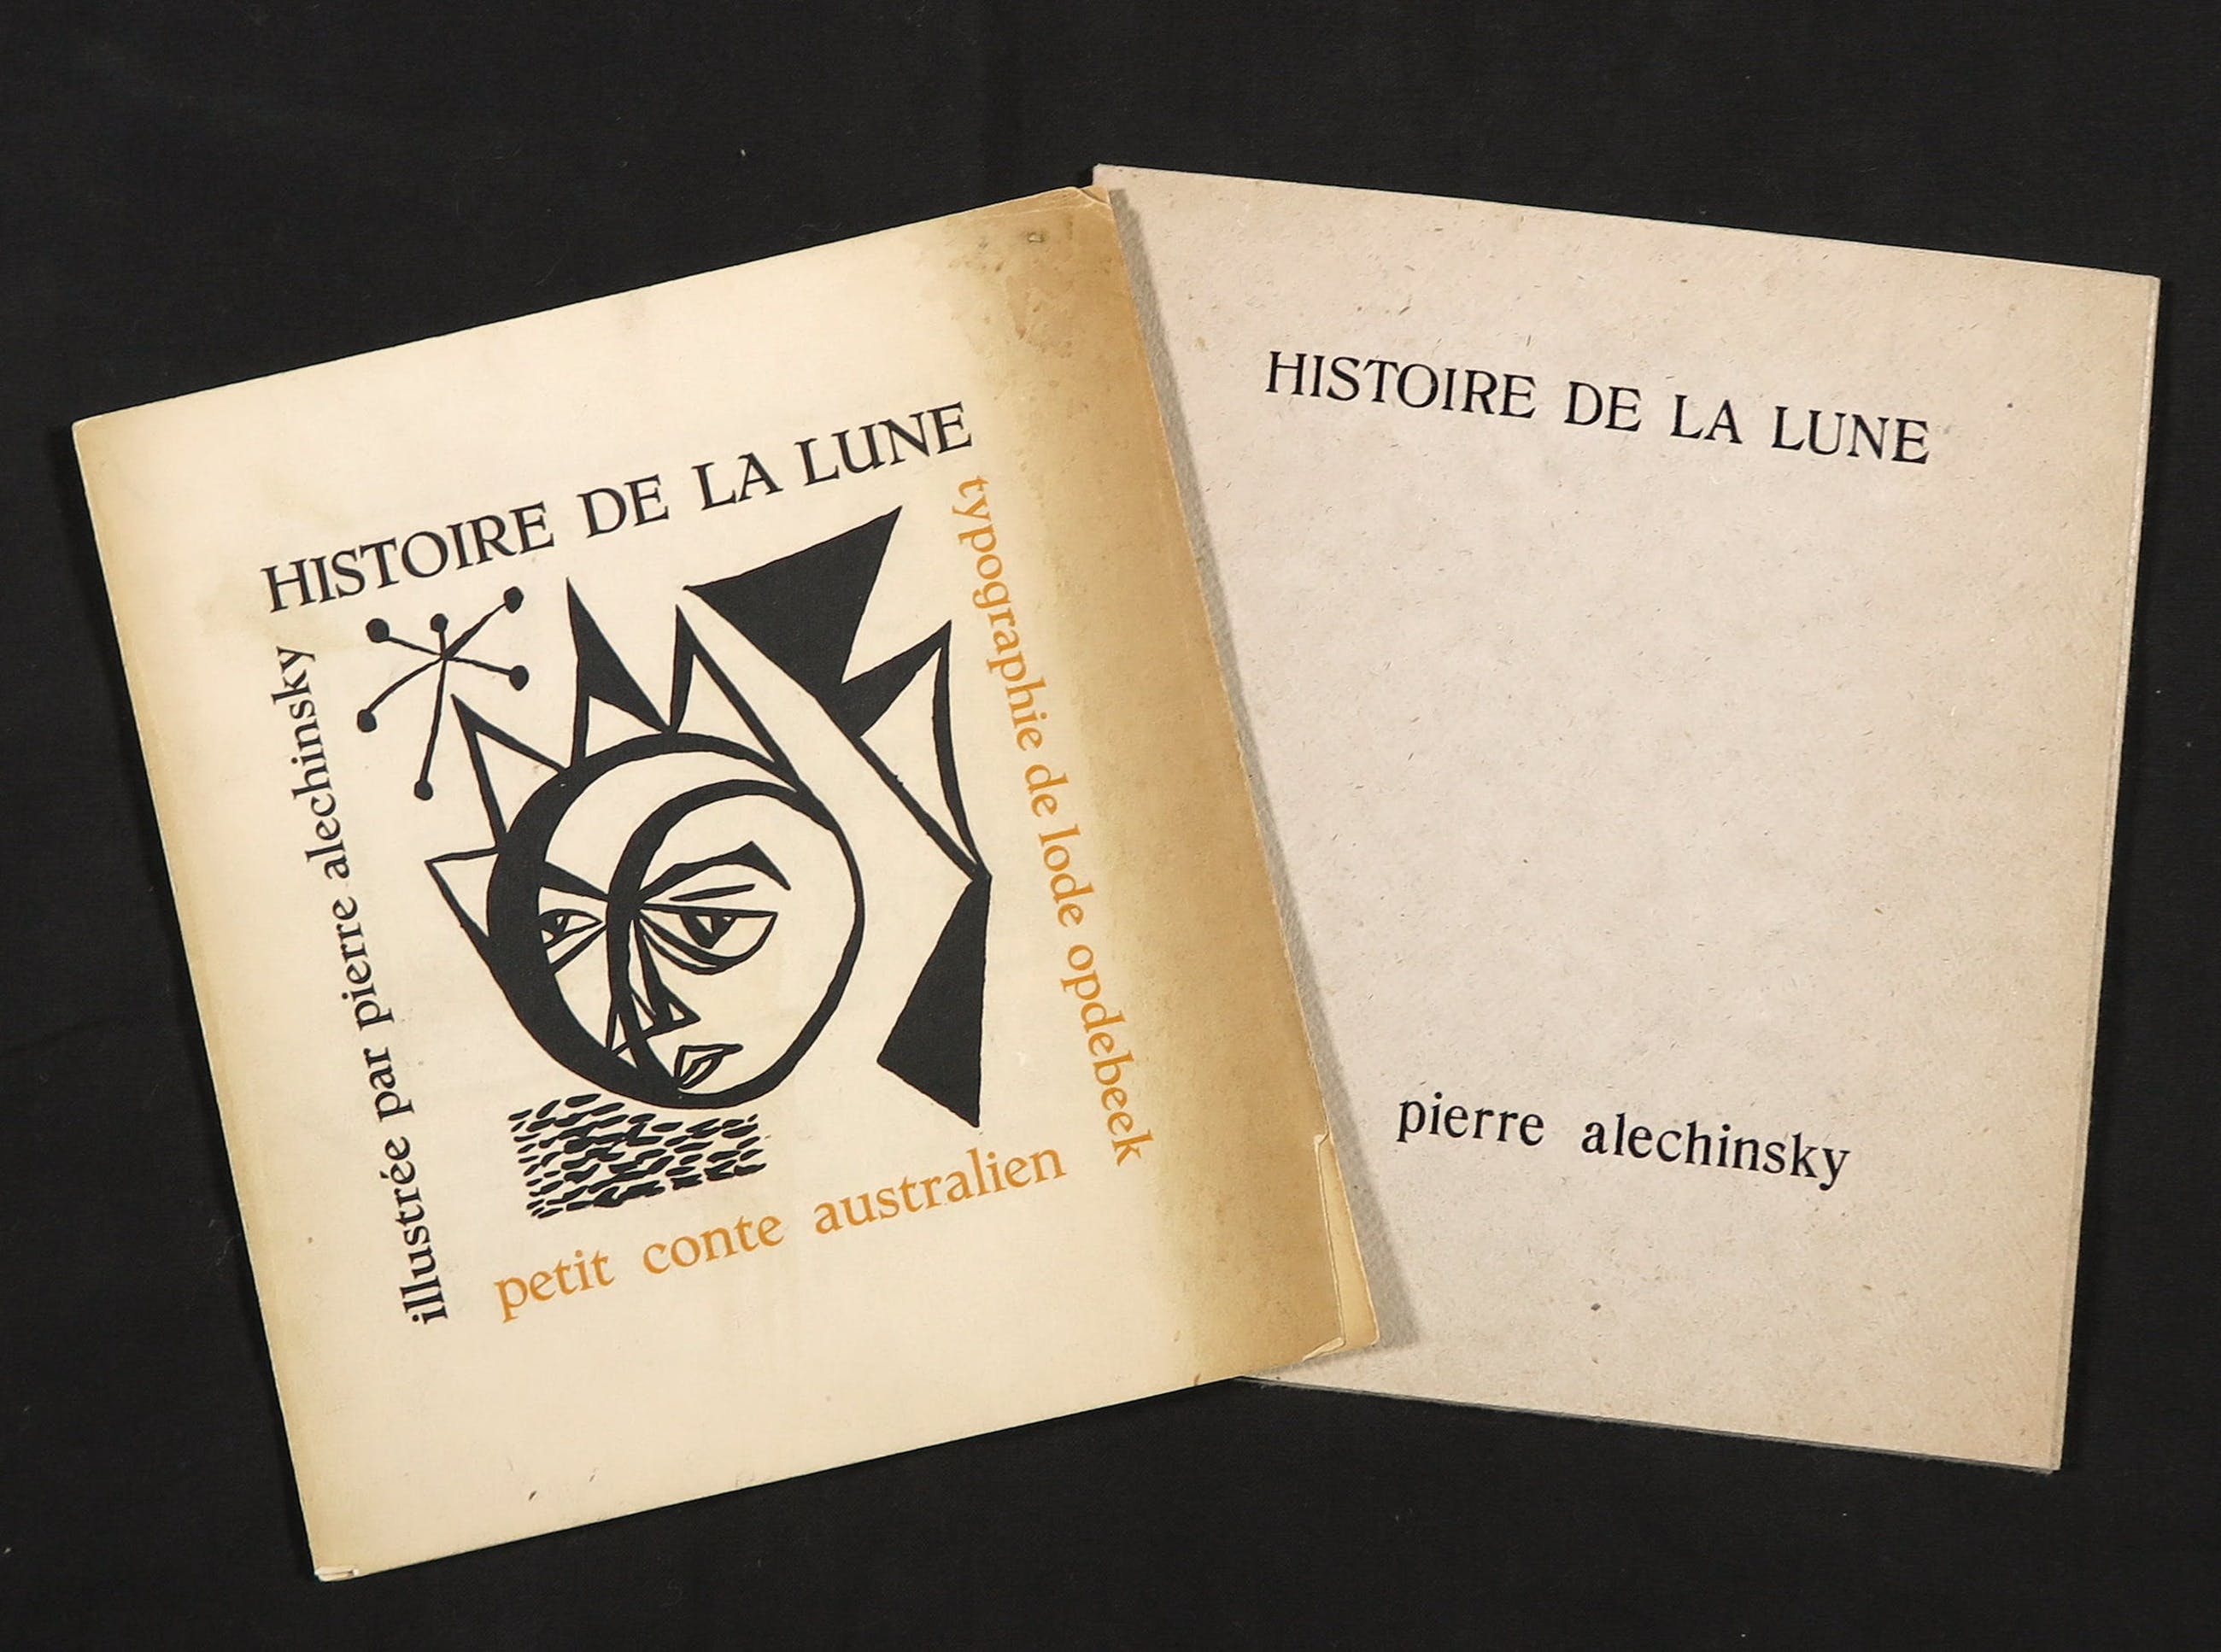 HISTOIRE DE LA LUNE
illustrée par pierre alechinsky
typographie de lode opdebeek
petit conte australien
HISTOIRE DE LA LUNE
pierre alechinsky